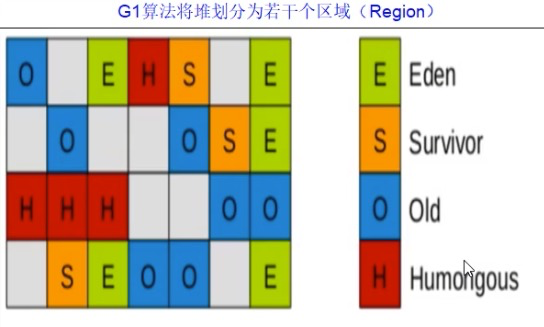 G1算法将堆划分为若干个区域（Region）
O E H S E
O O S E
H H H O O
S E O O E
E Eden
S Survivor
O Old
H Humongous